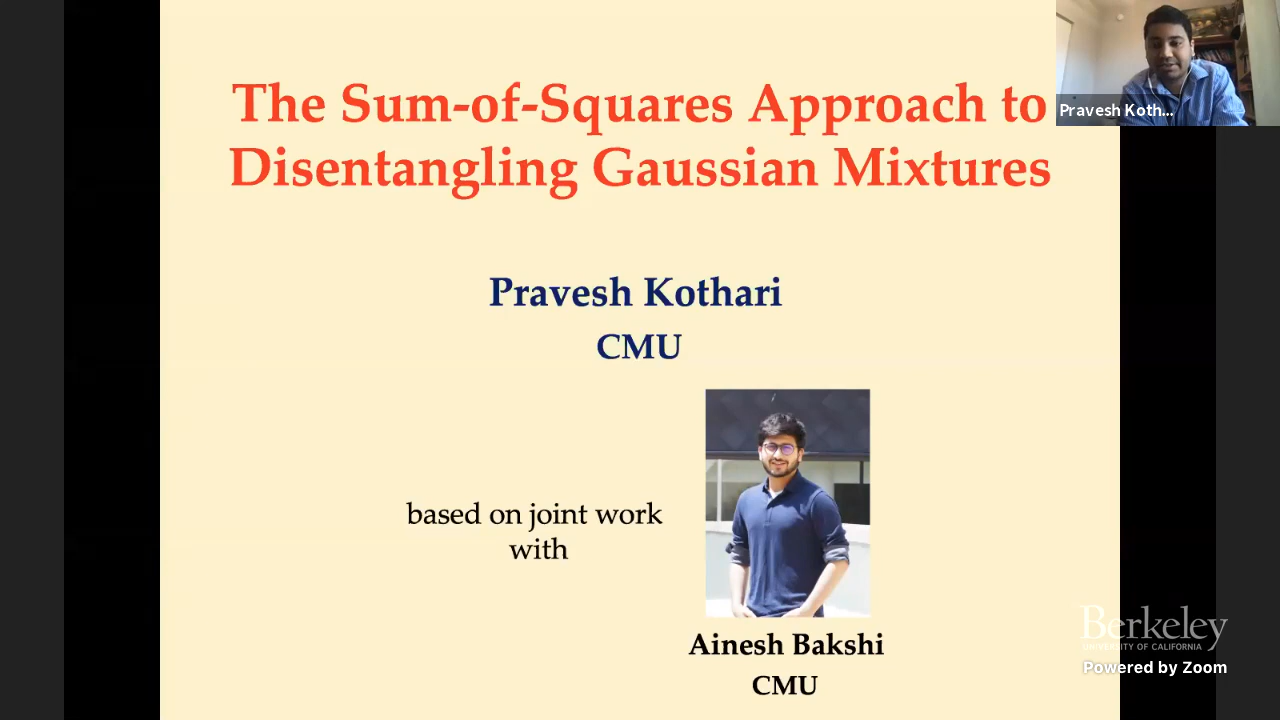 The Sum-of-Squares Approach to
Disentangling Gaussian Mixtures
Pravesh Koth...
Pravesh Kothari
CMU
based on joint work
with
Ainesh Bakshi
CMU
Berkeley
UNIVERSITY OF CALIFORNIA
Powered by Zoom